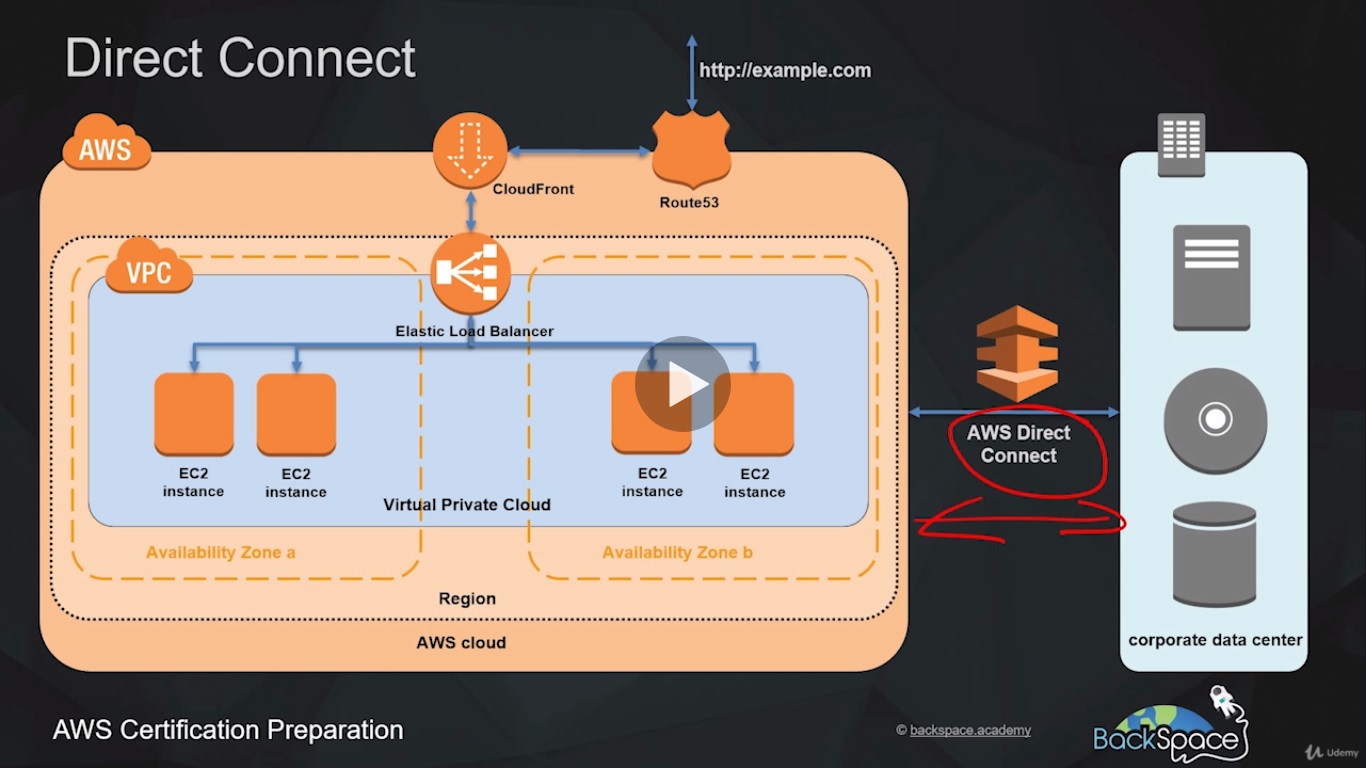 Direct Connect
http://example.com
AWS
CloudFront
Route53
VPC
Elastic Load Balancer
EC2
instance
EC2
instance
EC2
instance
EC2
instance
Virtual Private Cloud
Availability Zone a
Availability Zone b
Region
AWS cloud
AWS Direct
Connect
corporate data center
AWS Certification Preparation
© backspace.academy
BackSpace
Udemy